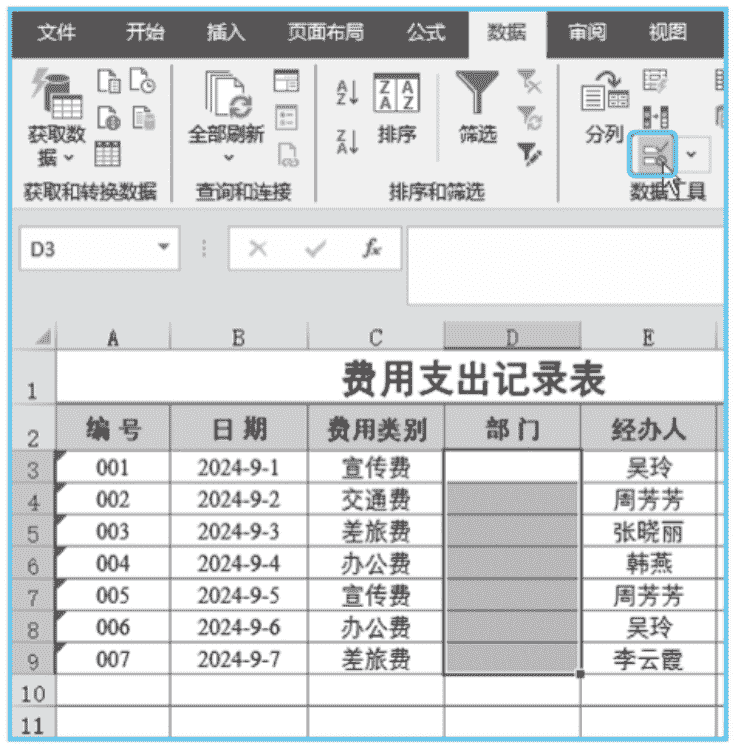 文件 开始 插入 页面布局 公式 数据 审阅 视图
获取数据 全部刷新 排序 筛选 分列
获取和转换数据 查询和连接 排序和筛选 数据工具
D3 fx
A B C D E
1 费用支出记录表
2 编号 日期 费用类别 部门 经办人
3 001 2024-9-1 宣传费 吴玲
4 002 2024-9-2 交通费 周芳芳
5 003 2024-9-3 差旅费 张晓丽
6 004 2024-9-4 办公费 韩燕
7 005 2024-9-5 宣传费 周芳芳
8 006 2024-9-6 办公费 吴玲
9 007 2024-9-7 差旅费 李云霞
10
11